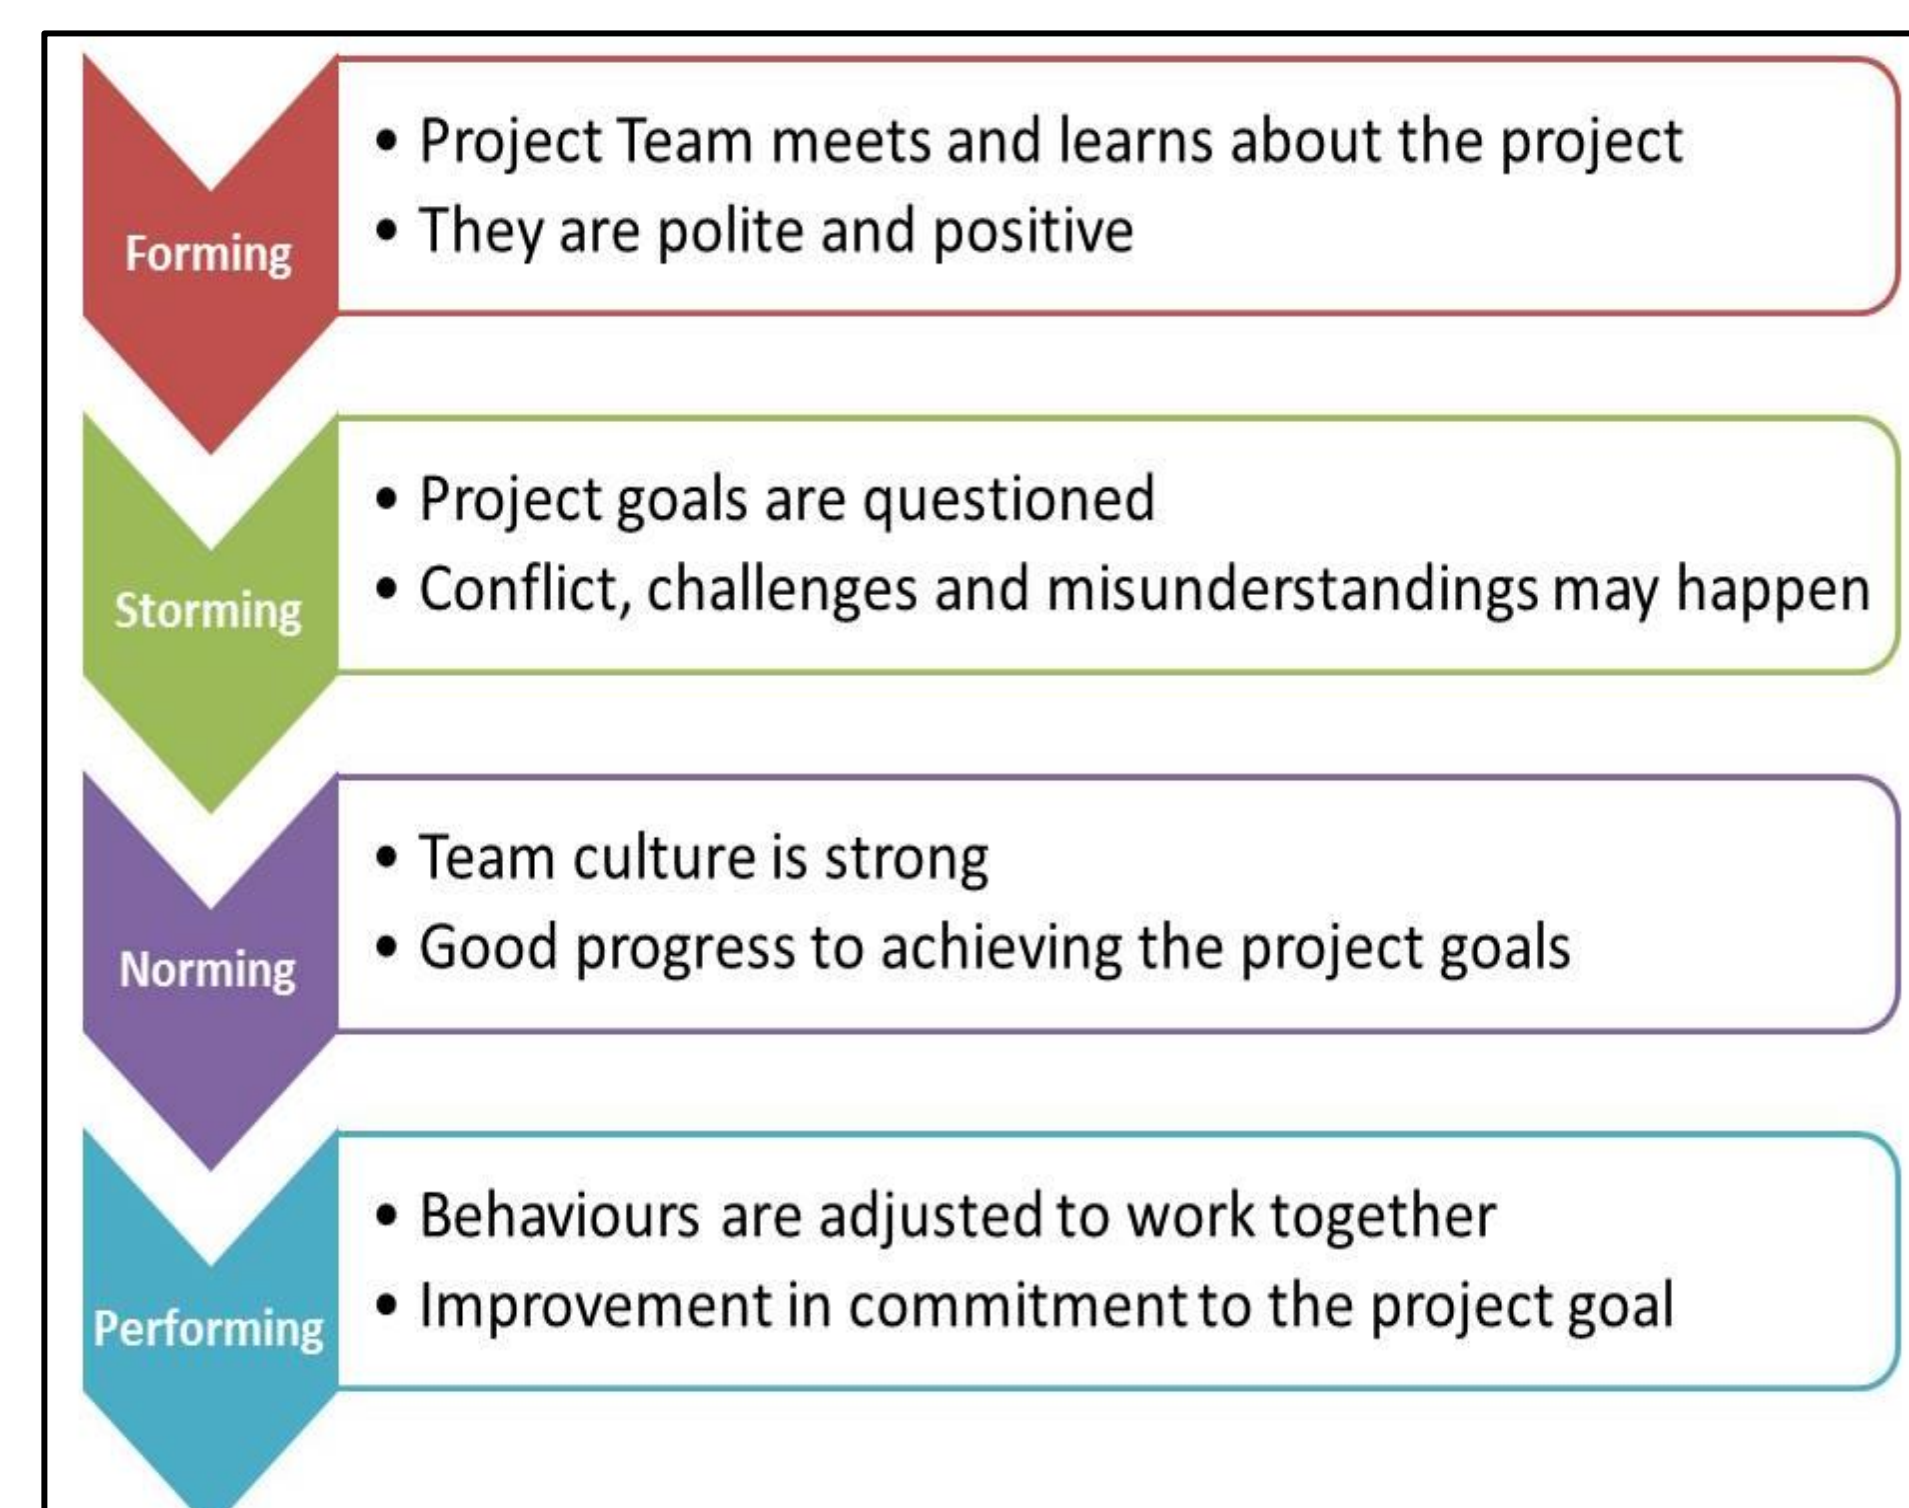 Forming
• Project Team meets and learns about the project
• They are polite and positive
Storming
• Project goals are questioned
• Conflict, challenges and misunderstandings may happen
Norming
• Team culture is strong
• Good progress to achieving the project goals
Performing
• Behaviours are adjusted to work together
• Improvement in commitment to the project goal